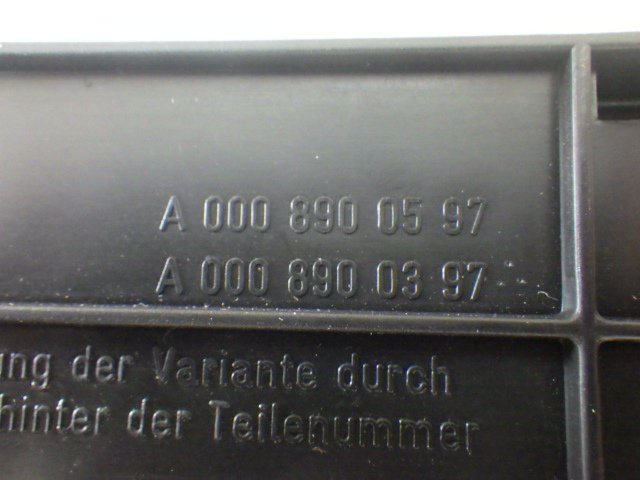 A 000 890 05 97
A 000 890 03 97
ung der Variante durch
hinter der Teilenummer